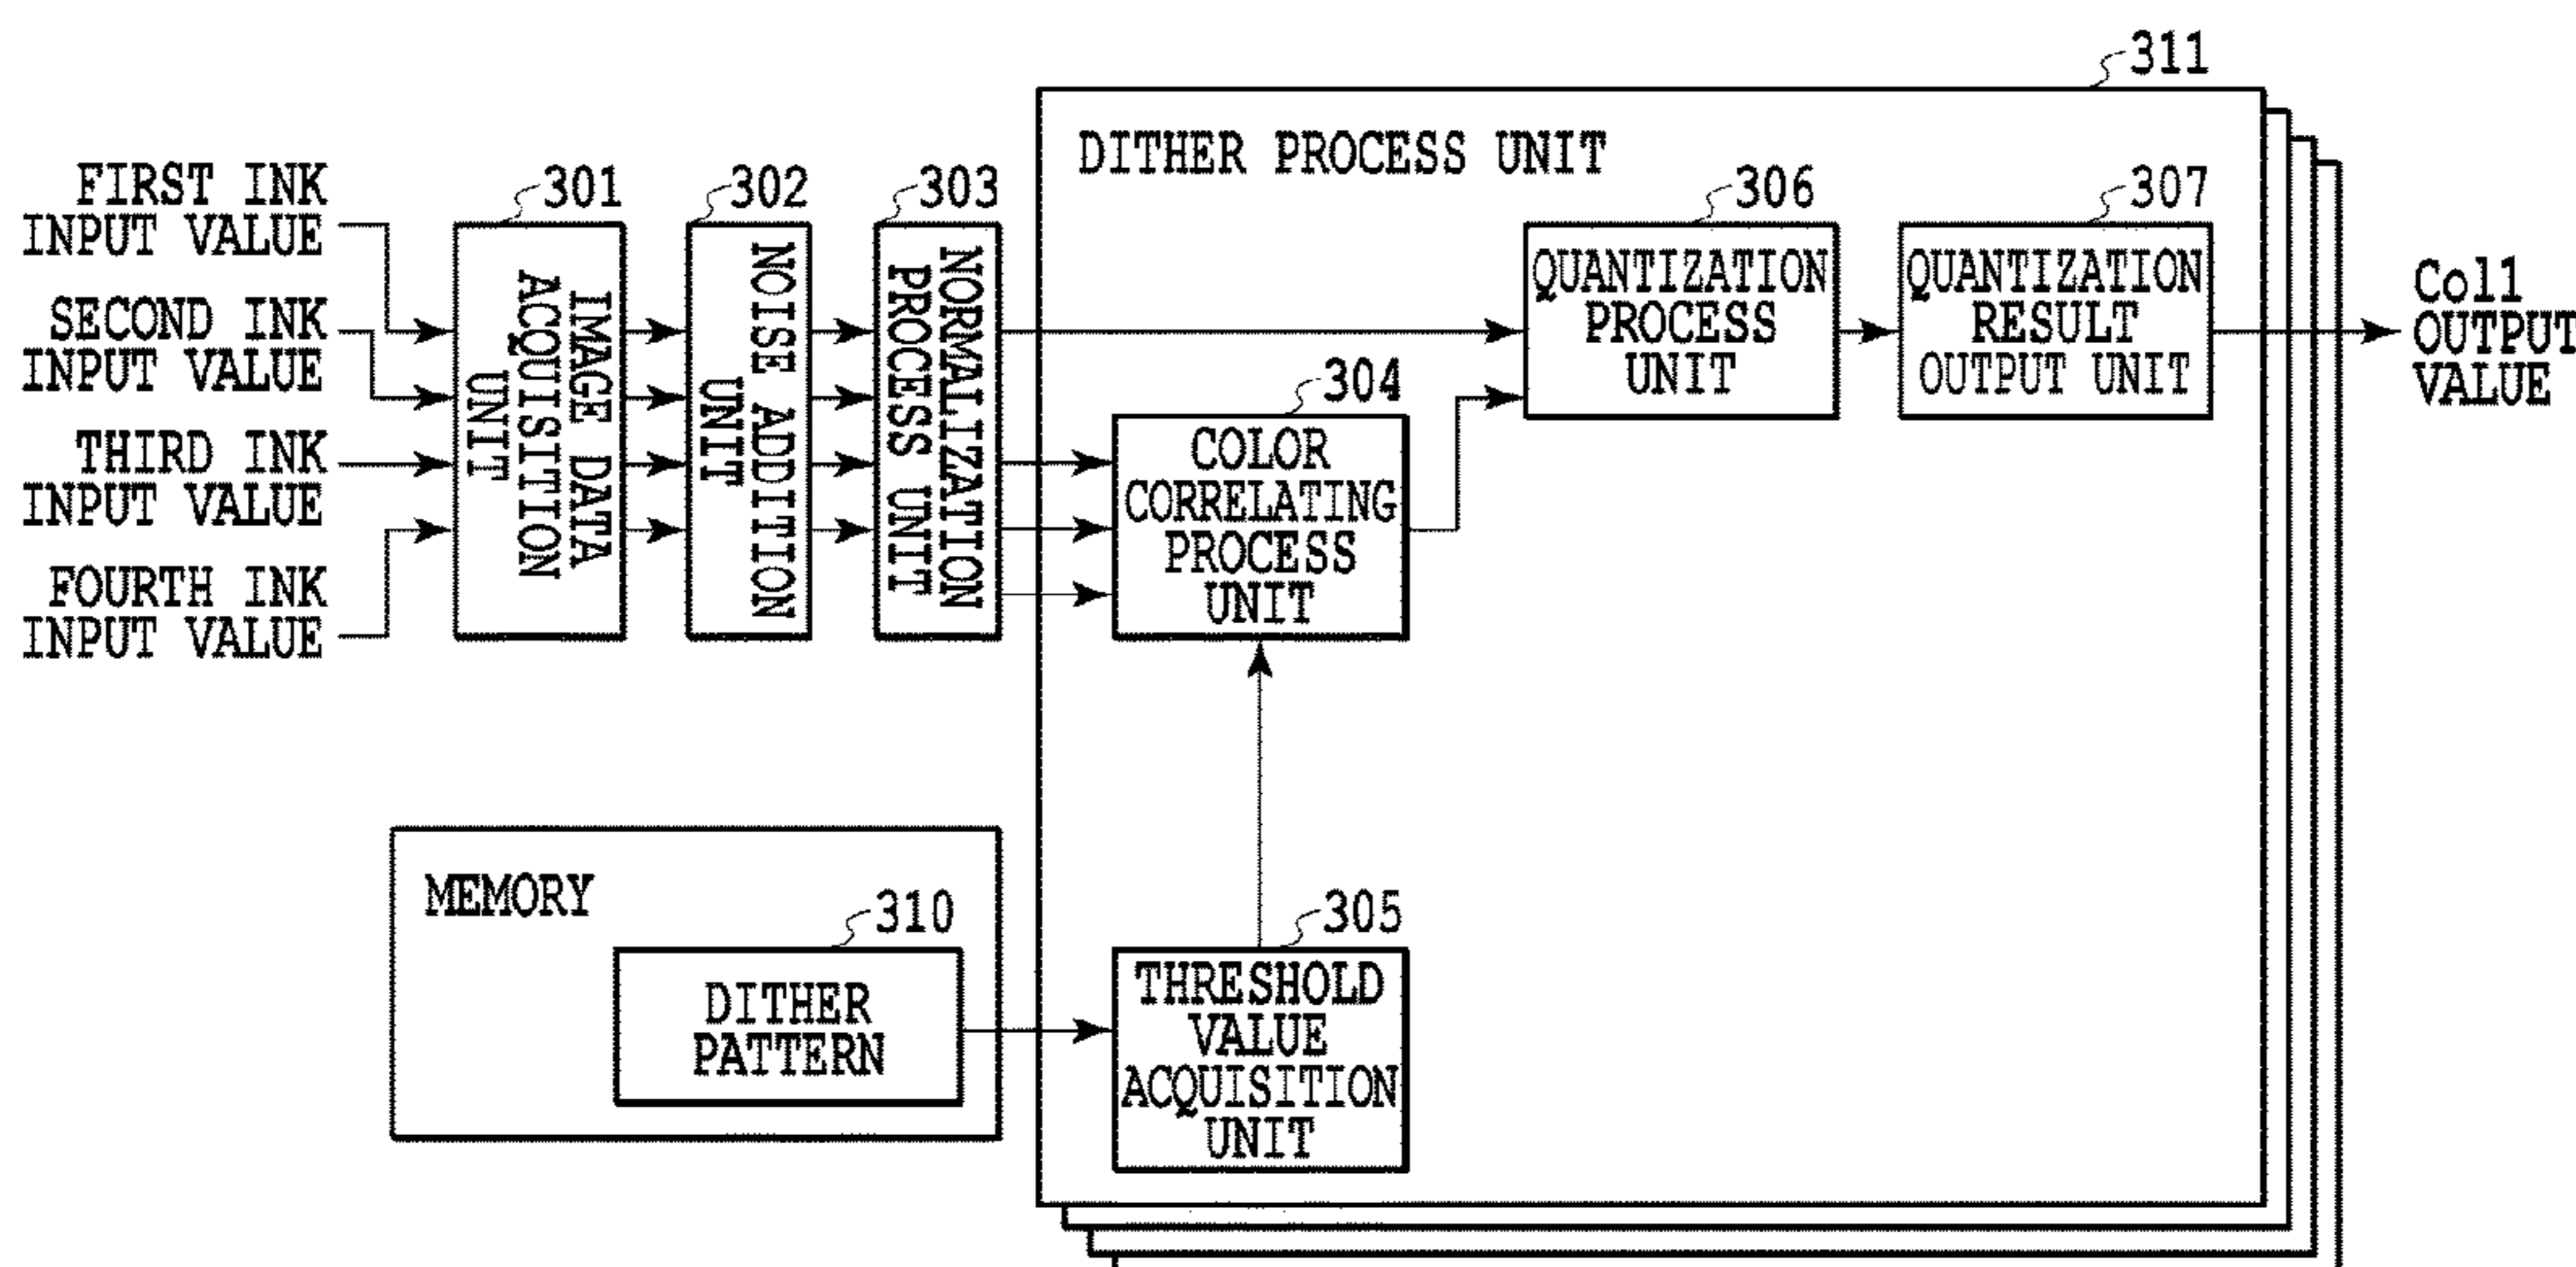 311
DITHER PROCESS UNIT
FIRST INK
INPUT VALUE
SECOND INK
INPUT VALUE
THIRD INK
INPUT VALUE
FOURTH INK
INPUT VALUE
301
IMAGE DATA
ACQUISITION
UNIT
302
NOISE ADDITION
UNIT
303
NORMALIZATION
PROCESS UNIT
304
COLOR
CORRELATING
PROCESS
UNIT
306
QUANTIZATION
PROCESS
UNIT
307
QUANTIZATION
RESULT
OUTPUT UNIT
Col1
OUTPUT
VALUE
MEMORY
310
DITHER
PATTERN
305
THRESHOLD
VALUE
ACQUISITION
UNIT